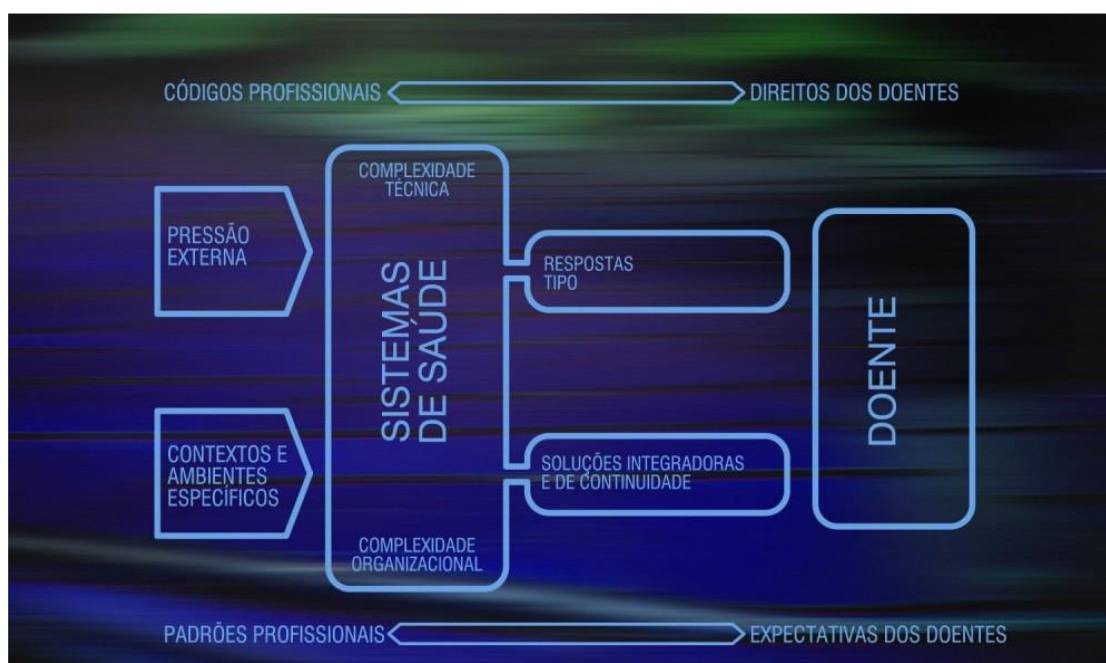 CÓDIGOS PROFISSIONAIS
DIREITOS DOS DOENTES
COMPLEXIDADE
TÉCNICA
PRESSÃO
EXTERNA
SISTEMAS
DE SAÚDE
RESPOSTAS
TIPO
DOENTE
CONTEXTOS E
AMBIENTES
ESPECÍFICOS
SOLUÇÕES INTEGRADORAS
E DE CONTINUIDADE
COMPLEXIDADE
ORGANIZACIONAL
PADRÕES PROFISSIONAIS
EXPECTATIVAS DOS DOENTES